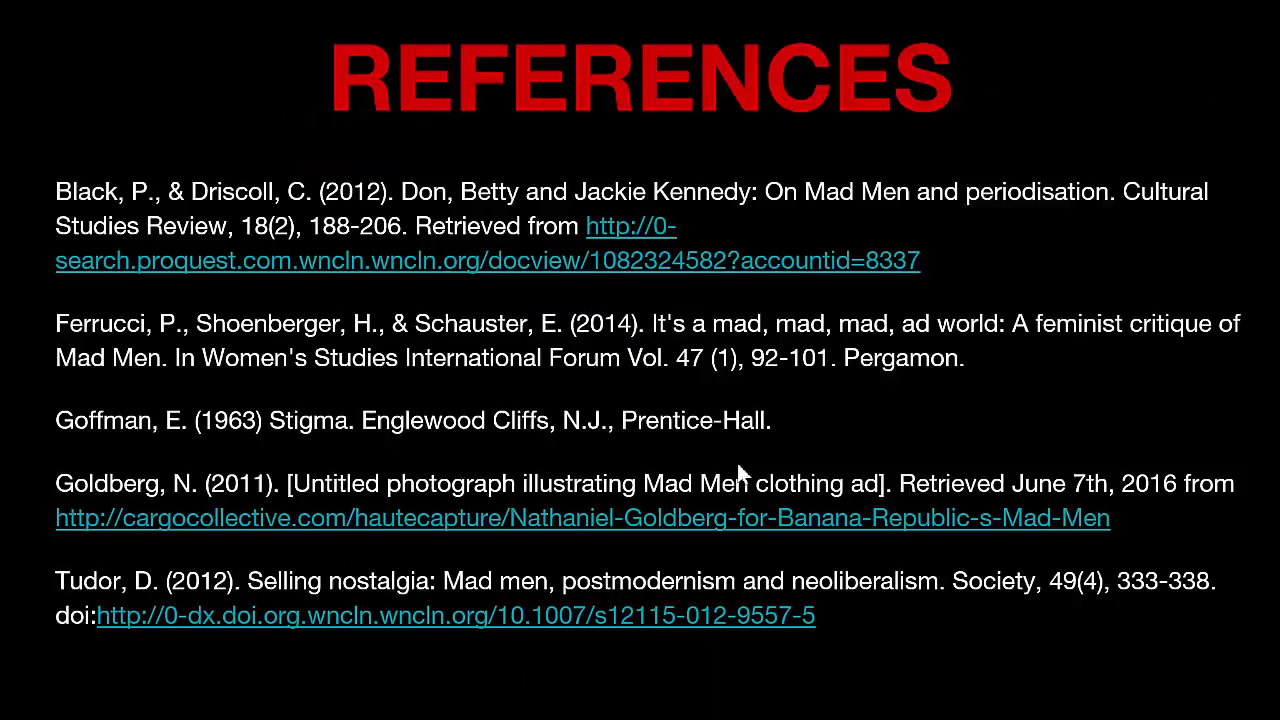 REFERENCES
Black, P., & Driscoll, C. (2012). Don, Betty and Jackie Kennedy: On Mad Men and periodisation. Cultural
Studies Review, 18(2), 188-206. Retrieved from http://0-
search.proquest.com.wncln.wncln.org/docview/1082324582?accountid=8337
Ferrucci, P., Shoenberger, H., & Schauster, E. (2014). It's a mad, mad, mad, ad world: A feminist critique of
Mad Men. In Women's Studies International Forum Vol. 47 (1), 92-101. Pergamon.
Goffman, E. (1963) Stigma. Englewood Cliffs, N.J., Prentice-Hall.
Goldberg, N. (2011). [Untitled photograph illustrating Mad Men clothing ad]. Retrieved June 7th, 2016 from
http://cargocollective.com/hautecapture/Nathaniel-Goldberg-for-Banana-Republic-s-Mad-Men
Tudor, D. (2012). Selling nostalgia: Mad men, postmodernism and neoliberalism. Society, 49(4), 333-338.
doi:http://0-dx.doi.org.wncln.wncln.org/10.1007/s12115-012-9557-5